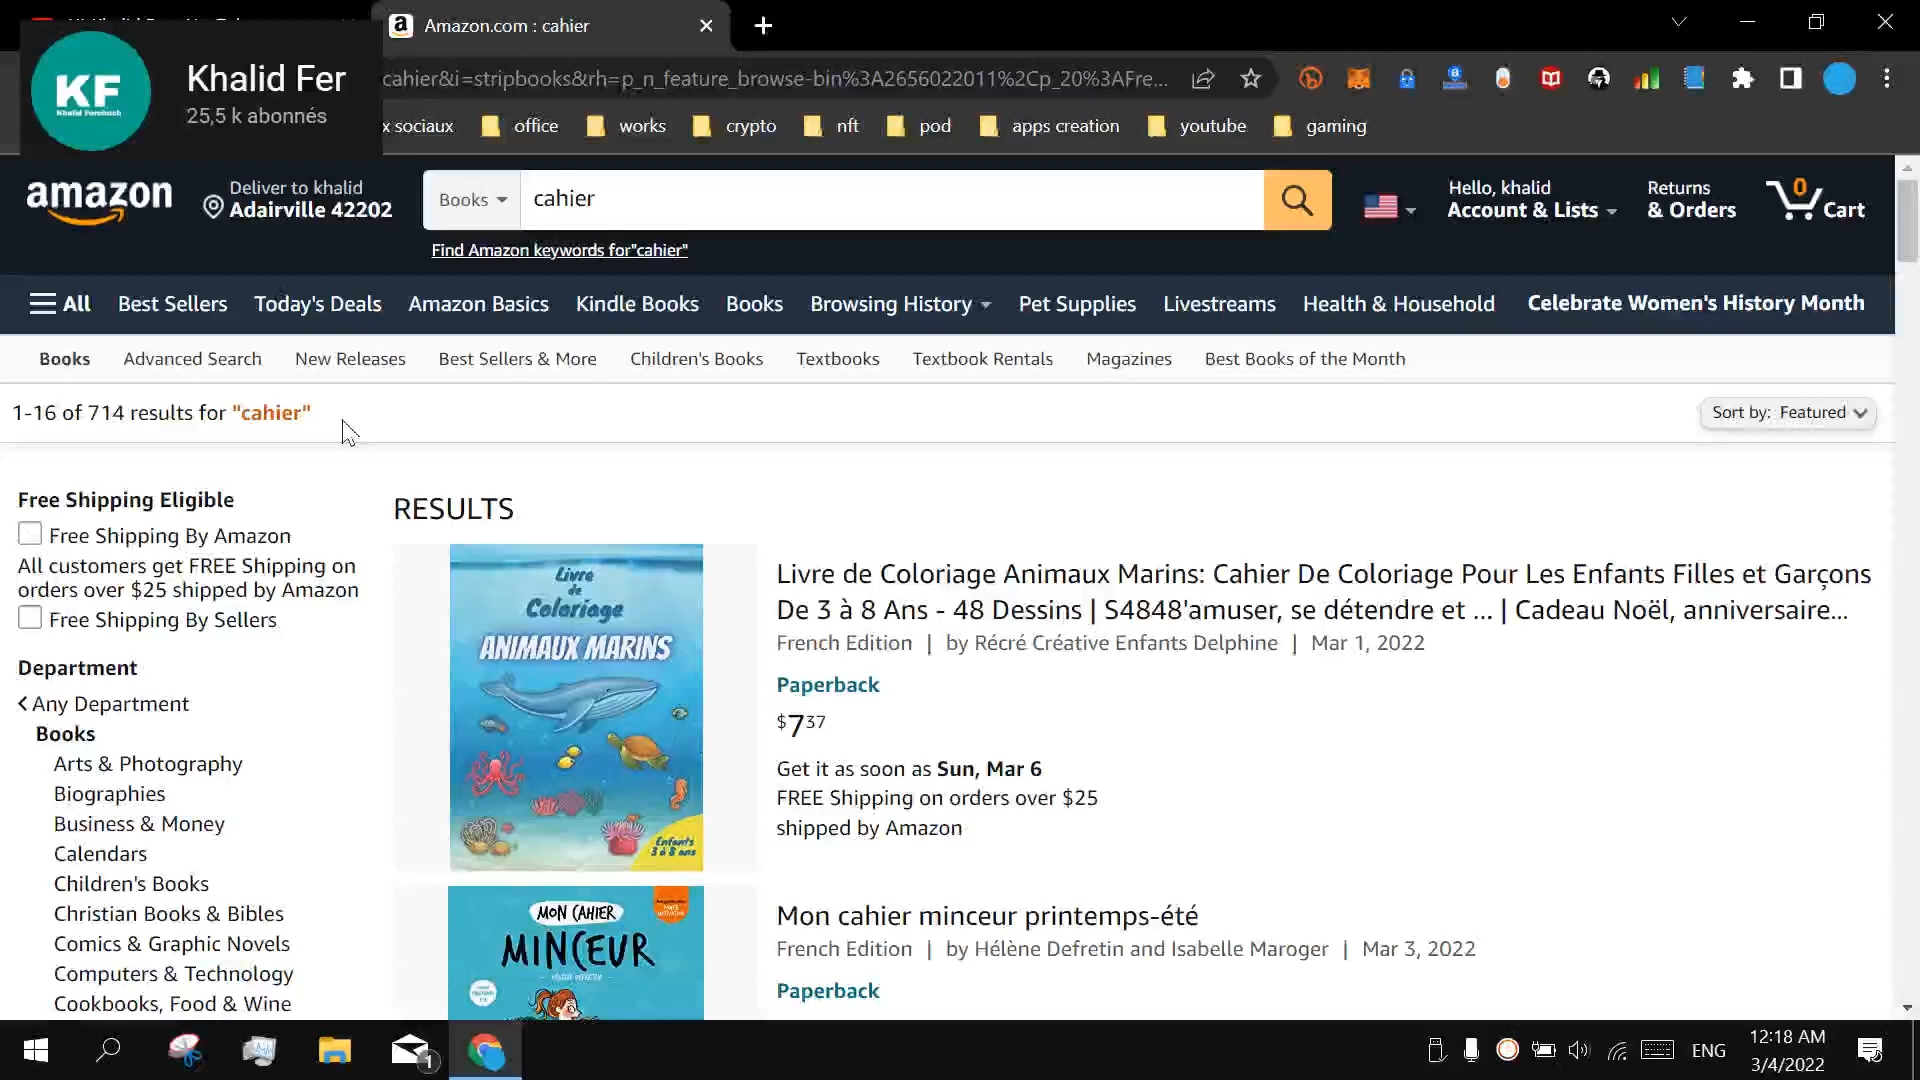 Amazon.com : cahier
KF
Khalid Fer
25,5 k abonnés
cahier&i=stripbooks&rh=p_n_feature_browse-bin%3A2656022011%2Cp_20%3AFre...
x sociaux
office
works
crypto
nft
pod
apps creation
youtube
gaming
amazon
Deliver to khalid
Adairville 42202
Books
cahier
Find Amazon keywords for"cahier"
Hello, khalid
Account & Lists
Returns
& Orders
0
Cart
All
Best Sellers
Today's Deals
Amazon Basics
Kindle Books
Books
Browsing History
Pet Supplies
Livestreams
Health & Household
Celebrate Women's History Month
Books
Advanced Search
New Releases
Best Sellers & More
Children's Books
Textbooks
Textbook Rentals
Magazines
Best Books of the Month
1-16 of 714 results for "cahier"
Sort by: Featured
Free Shipping Eligible
Free Shipping By Amazon
All customers get FREE Shipping on
orders over $25 shipped by Amazon
Free Shipping By Sellers
Department
Any Department
Books
Arts & Photography
Biographies
Business & Money
Calendars
Children's Books
Christian Books & Bibles
Comics & Graphic Novels
Computers & Technology
Cookbooks, Food & Wine
RESULTS
Livre
de
Coloriage
ANIMAUX MARINS
Enfants
3 à 8 ans
Livre de Coloriage Animaux Marins: Cahier De Coloriage Pour Les Enfants Filles et Garçons
De 3 à 8 Ans - 48 Dessins | S4848'amuser, se détendre et ... | Cadeau Noël, anniversaire...
French Edition | by Récré Créative Enfants Delphine | Mar 1, 2022
Paperback
$7 37
Get it as soon as Sun, Mar 6
FREE Shipping on orders over $25
shipped by Amazon
MON CAHIER
MINCEUR
Mon cahier minceur printemps-été
French Edition | by Hélène Defretin and Isabelle Maroger | Mar 3, 2022
Paperback
1
ENG
12:18 AM
3/4/2022